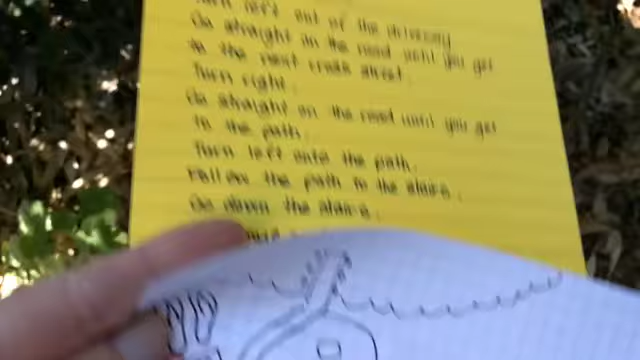 Turn left out of the driveway
Go straight on the road until you get
to the next cross street.
Turn right.
Go straight on the road until you get
to the path.
Turn left onto the path.
Follow the path to the stairs.
Go down the stairs.